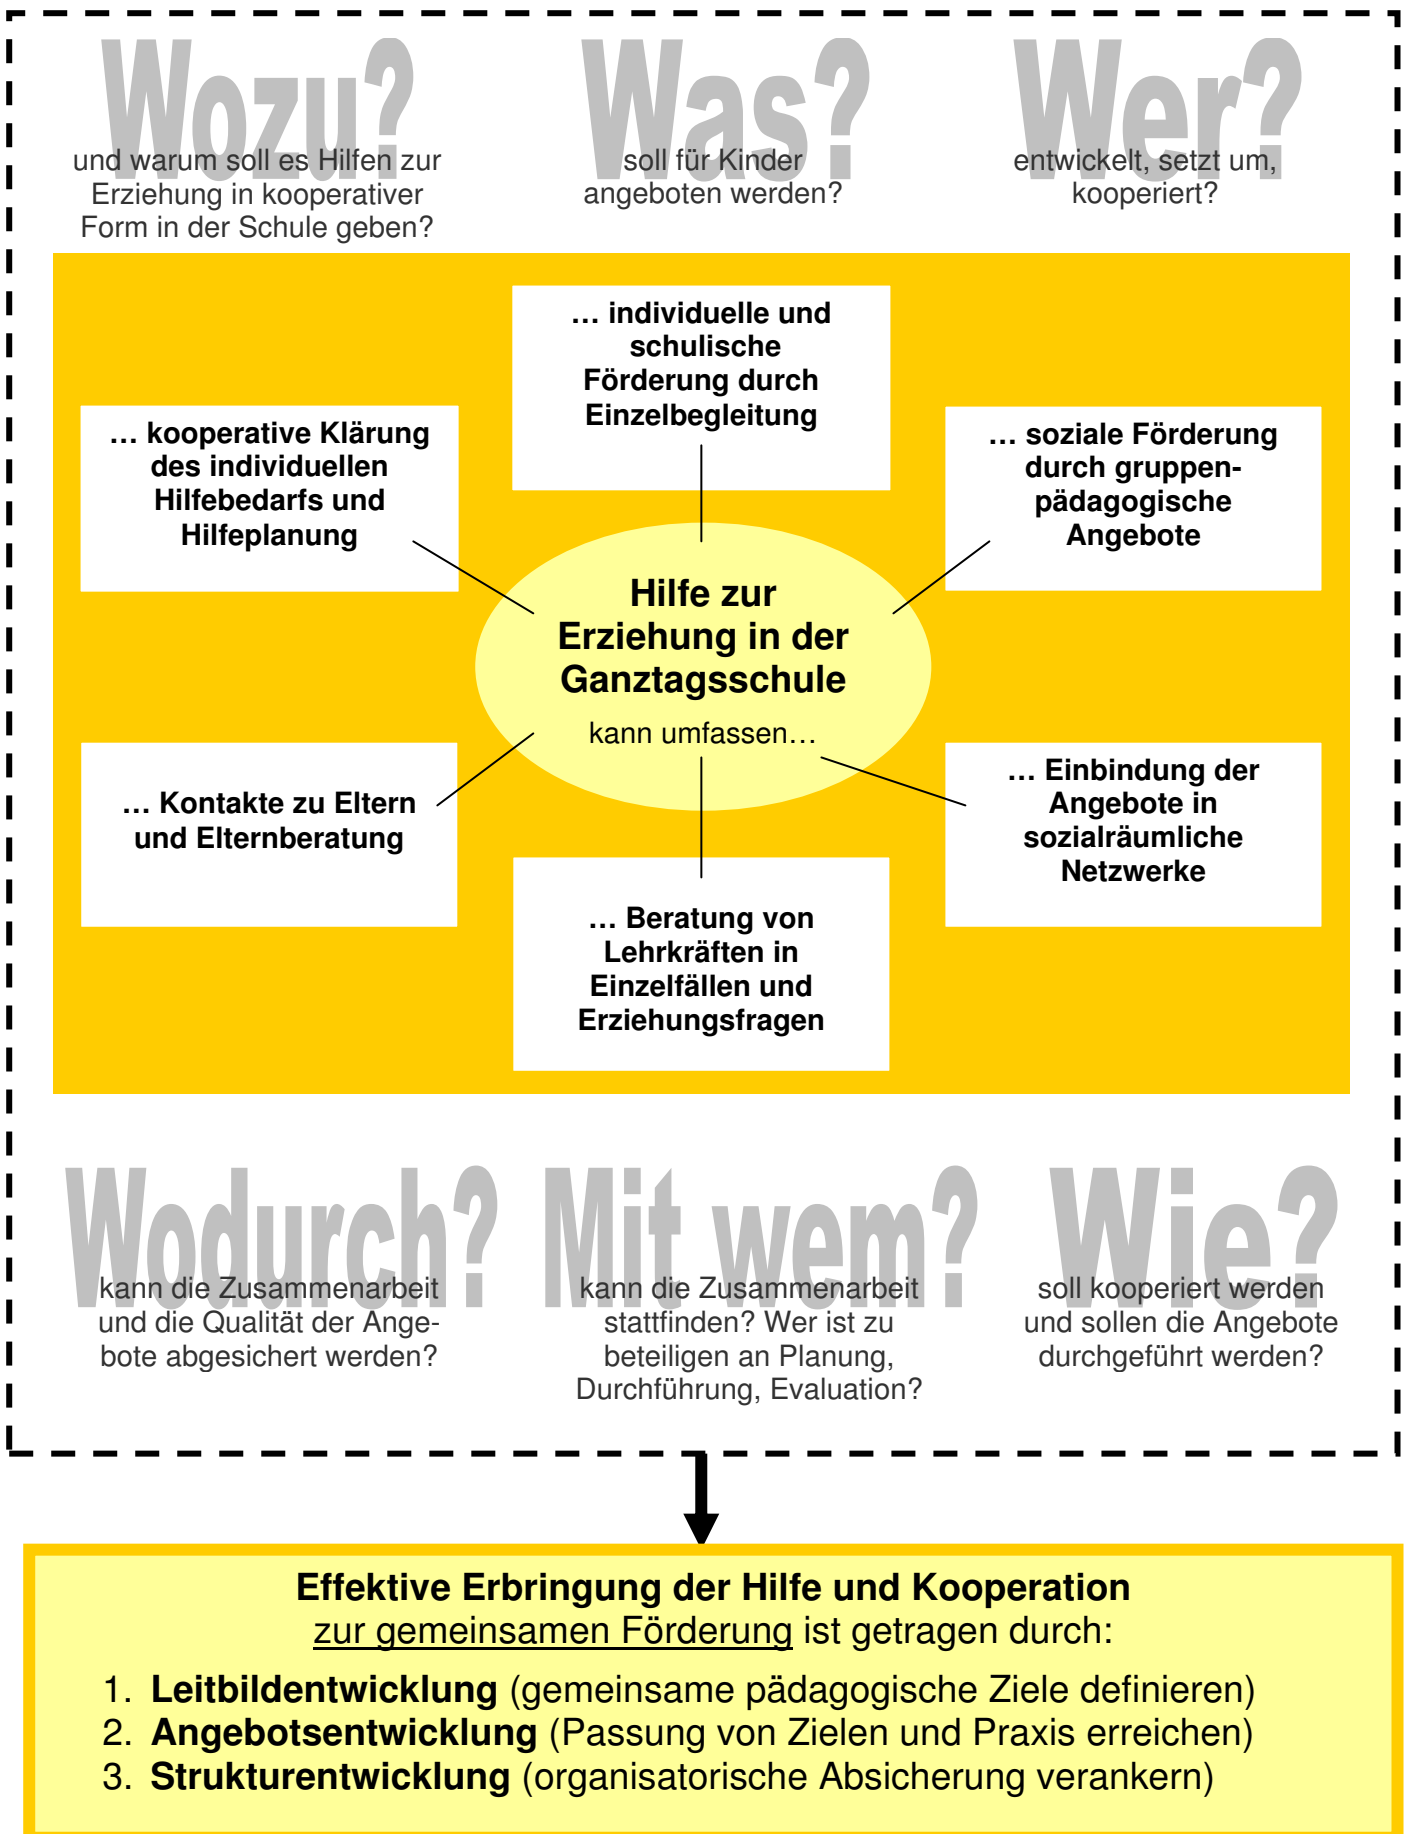 Wozu?
und warum soll es Hilfen zur
Erziehung in kooperativer
Form in der Schule geben?
Was?
soll für Kinder
angeboten werden?
Wer?
entwickelt, setzt um,
kooperiert?
… individuelle und
schulische
Förderung durch
Einzelbegleitung
… kooperative Klärung
des individuellen
Hilfebedarfs und
Hilfeplanung
… soziale Förderung
durch gruppen-
pädagogische
Angebote
Hilfe zur
Erziehung in der
Ganztagsschule
kann umfassen…
… Kontakte zu Eltern
und Elternberatung
… Einbindung der
Angebote in
sozialräumliche
Netzwerke
… Beratung von
Lehrkräften in
Einzelfällen und
Erziehungsfragen
Wodurch?
kann die Zusammenarbeit
und die Qualität der Ange-
bote abgesichert werden?
Mit wem?
kann die Zusammenarbeit
stattfinden? Wer ist zu
beteiligen an Planung,
Durchführung, Evaluation?
Wie?
soll kooperiert werden
und sollen die Angebote
durchgeführt werden?
Effektive Erbringung der Hilfe und Kooperation
zur gemeinsamen Förderung ist getragen durch:
1. Leitbildentwicklung (gemeinsame pädagogische Ziele definieren)
2. Angebotsentwicklung (Passung von Zielen und Praxis erreichen)
3. Strukturentwicklung (organisatorische Absicherung verankern)